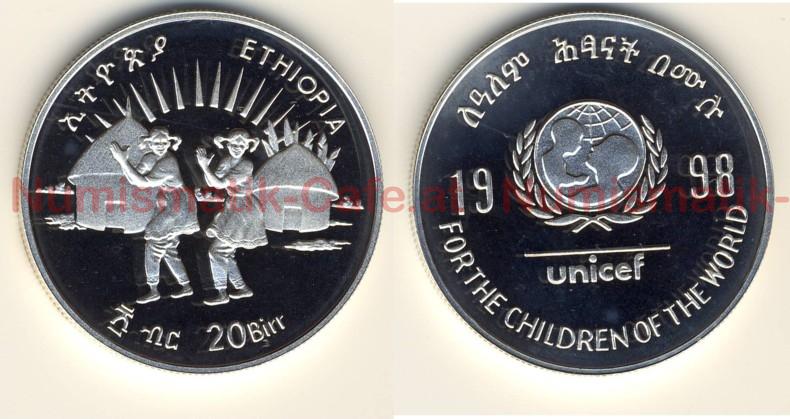 ኢትዮጵያ
ETHIOPIA
፳ ብር 20 Birr
ለዓለም ሕፃናት በሙሉ
19 98
unicef
FOR THE CHILDREN OF THE WORLD
Numismatik-Cafe.at
Numismatik-